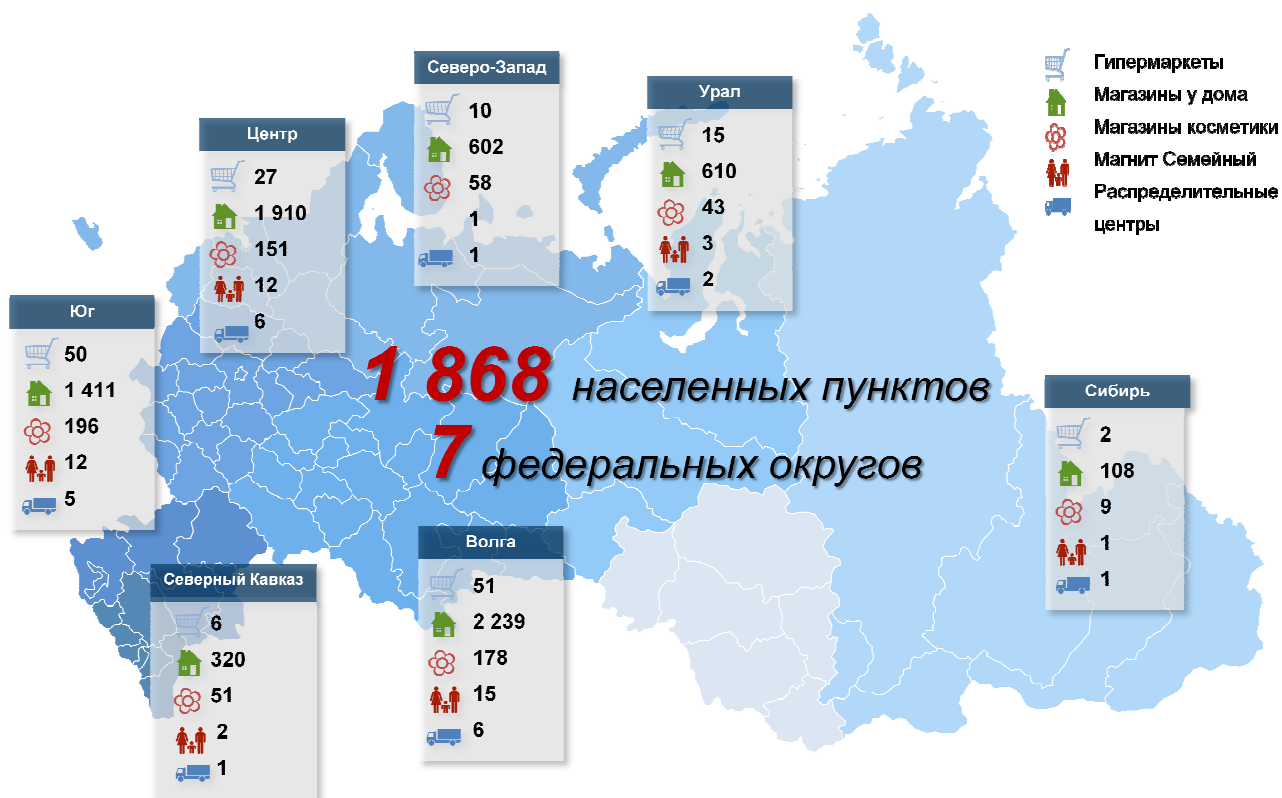 Северо-Запад
10
602
58
1
1
Урал
15
610
43
3
2
Гипермаркеты
Магазины у дома
Магазины косметики
Магнит Семейный
Распределительные
центры
Центр
27
1 910
151
12
6
Юг
50
1 411
196
12
5
1 868 населенных пунктов
7 федеральных округов
Сибирь
2
108
9
1
1
Волга
51
2 239
178
15
6
Северный Кавказ
6
320
51
2
1